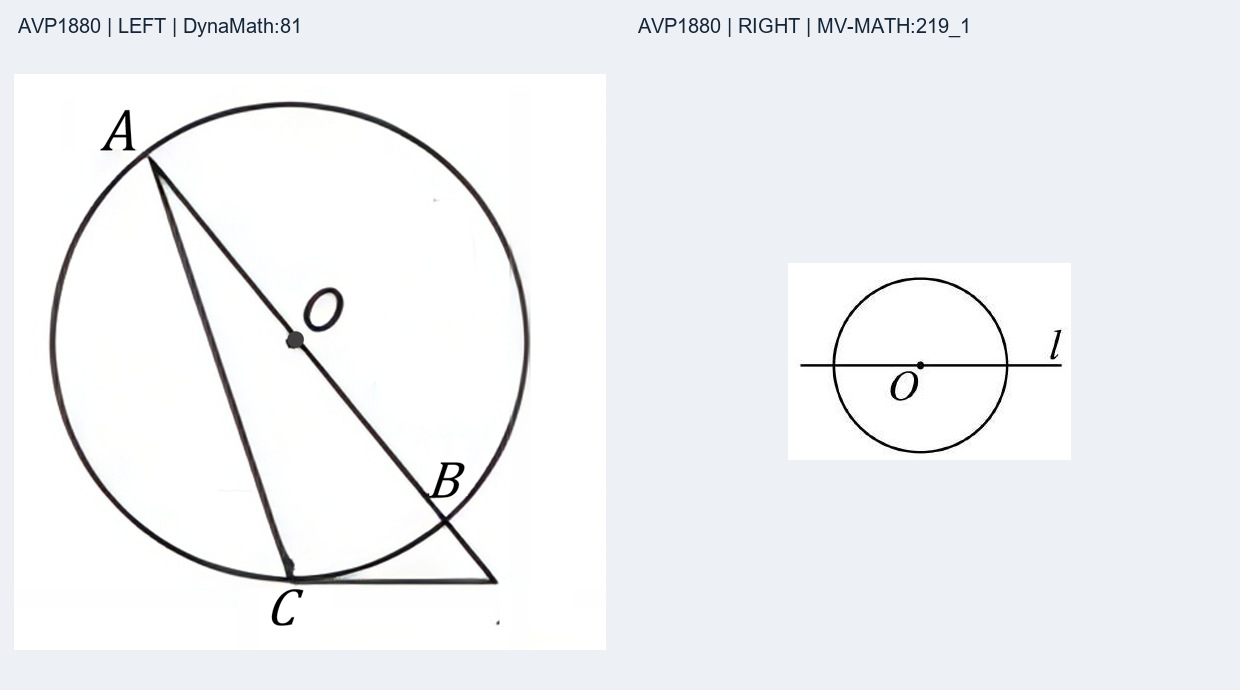 AVP1880 | LEFT | DynaMath:81
AVP1880 | RIGHT | MV-MATH:219_1
A
O
B
C
l
O